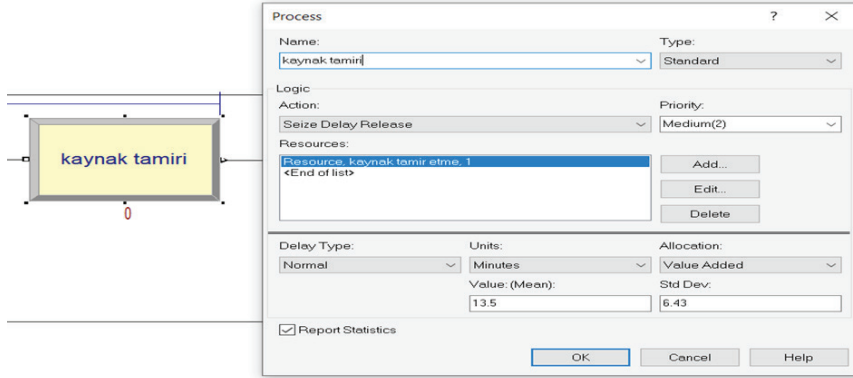 Process
?
Name:
Type:
kaynak tamiri
Standard
Logic
Action:
Priority:
Seize Delay Release
Medium(2)
Resources:
Resource, kaynak tamir etme, 1
<End of list>
Add...
Edit...
Delete
kaynak tamiri
0
Delay Type:
Units:
Allocation:
Normal
Minutes
Value Added
Value: (Mean):
Std Dev:
13.5
6.43
Report Statistics
OK
Cancel
Help